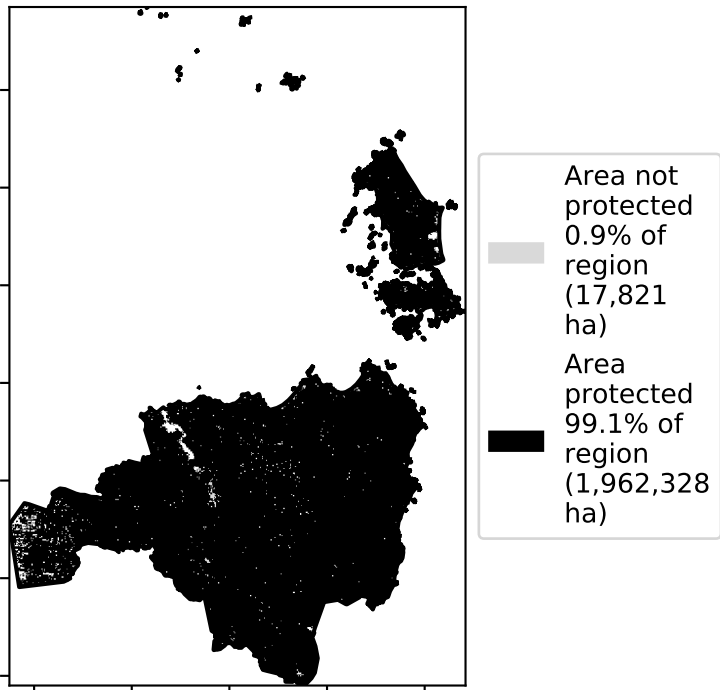 Area not
protected
0.9% of
region
(17,821
ha)
Area
protected
99.1% of
region
(1,962,328
ha)